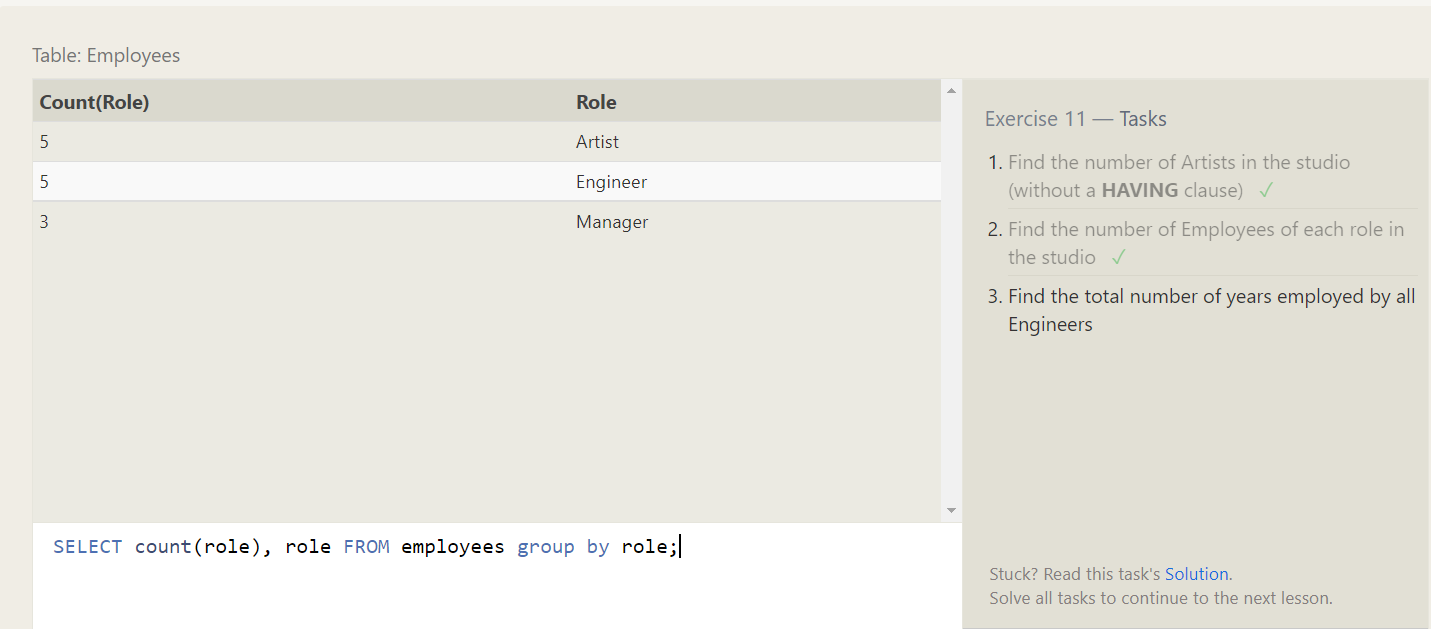 Table: Employees
Count(Role) Role
5 Artist
5 Engineer
3 Manager
SELECT count(role), role FROM employees group by role;
Exercise 11 — Tasks
1. Find the number of Artists in the studio
(without a HAVING clause) ✓
2. Find the number of Employees of each role in
the studio ✓
3. Find the total number of years employed by all
Engineers
Stuck? Read this task's Solution.
Solve all tasks to continue to the next lesson.